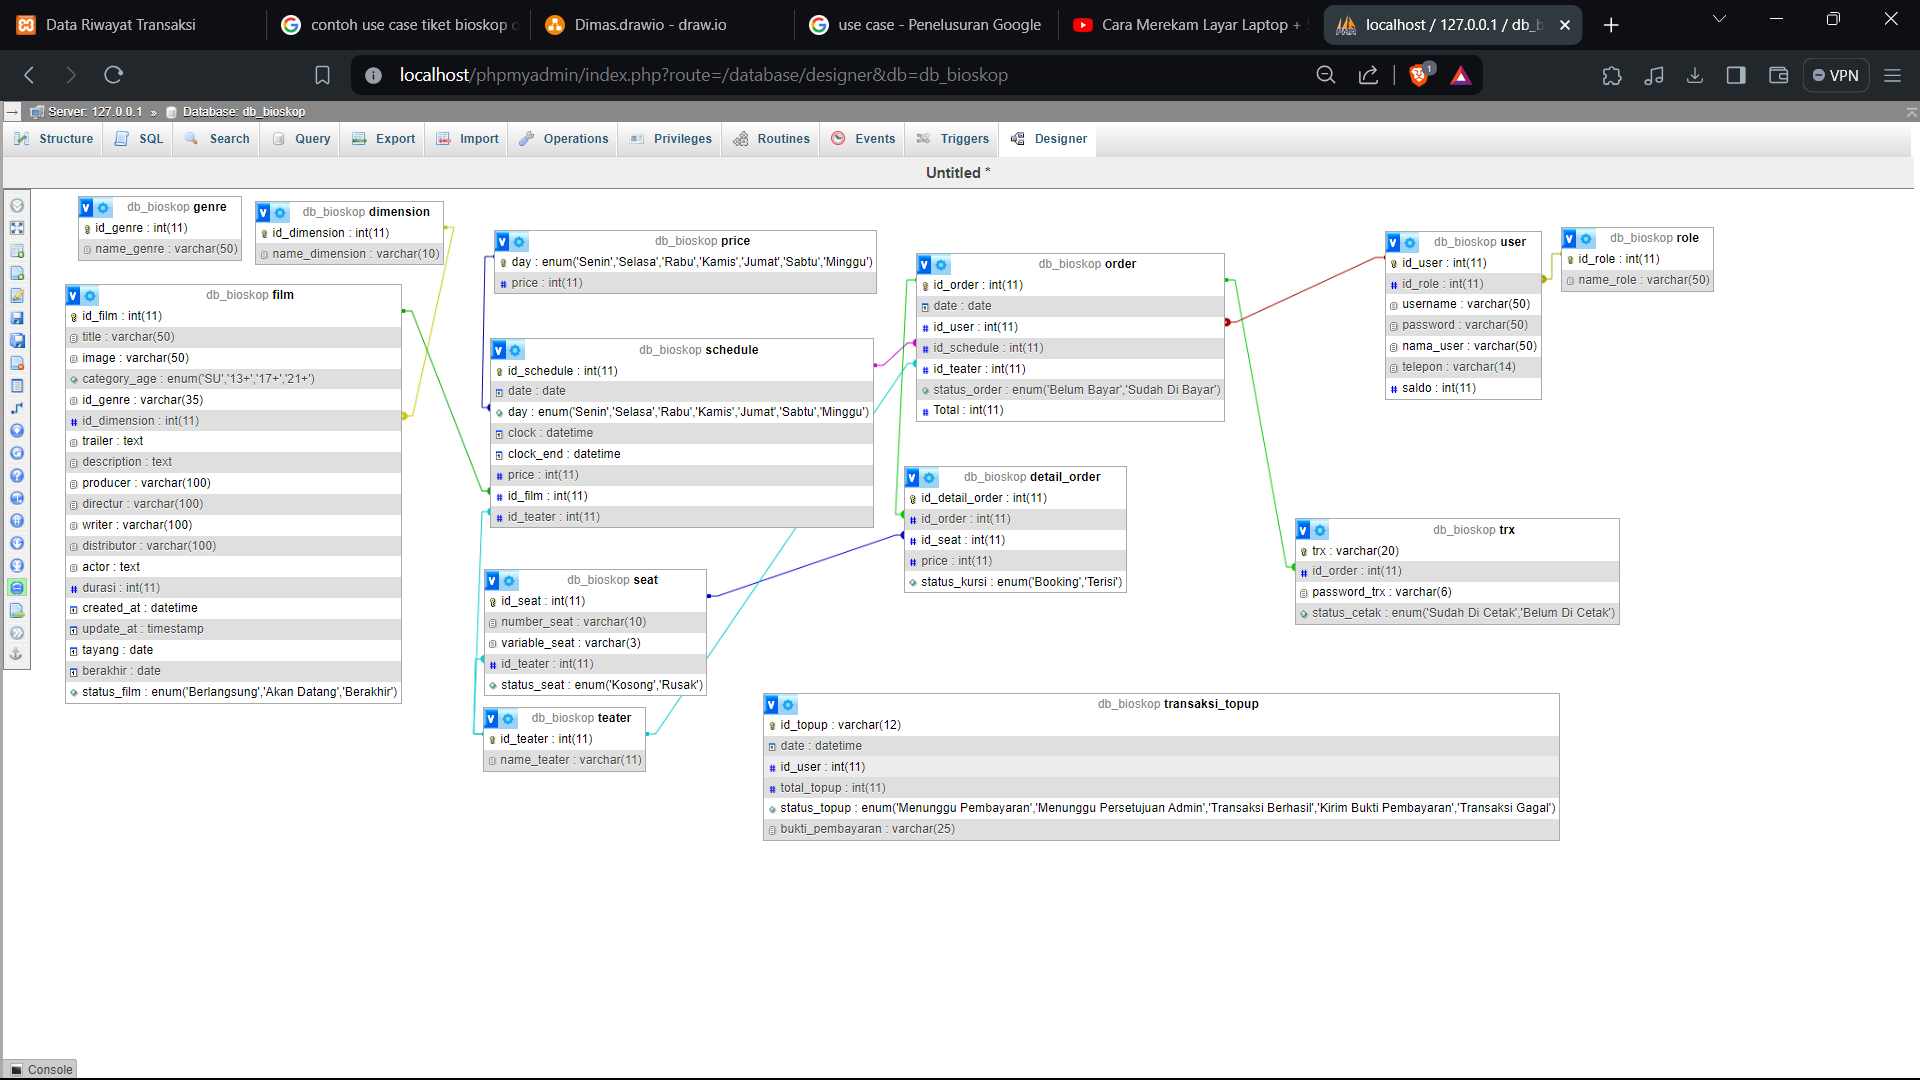 Data Riwayat Transaksi
contoh use case tiket bioskop o
Dimas.drawio - draw.io
use case - Penelusuran Google
Cara Merekam Layar Laptop +
localhost / 127.0.0.1 / db_b
localhost/phpmyadmin/index.php?route=/database/designer&db=db_bioskop
1
VPN
Server: 127.0.0.1 » Database: db_bioskop
Structure SQL Search Query Export Import Operations Privileges Routines Events Triggers Designer
Untitled *
db_bioskop genre
id_genre : int(11)
name_genre : varchar(50)
db_bioskop dimension
id_dimension : int(11)
name_dimension : varchar(10)
db_bioskop film
id_film : int(11)
title : varchar(50)
image : varchar(50)
category_age : enum('SU','13+','17+','21+')
id_genre : varchar(35)
id_dimension : int(11)
trailer : text
description : text
producer : varchar(100)
directur : varchar(100)
writer : varchar(100)
distributor : varchar(100)
actor : text
durasi : int(11)
created_at : datetime
update_at : timestamp
tayang : date
berakhir : date
status_film : enum('Berlangsung','Akan Datang','Berakhir')
db_bioskop price
day : enum('Senin','Selasa','Rabu','Kamis','Jumat','Sabtu','Minggu')
price : int(11)
db_bioskop schedule
id_schedule : int(11)
date : date
day : enum('Senin','Selasa','Rabu','Kamis','Jumat','Sabtu','Minggu')
clock : datetime
clock_end : datetime
price : int(11)
id_film : int(11)
id_teater : int(11)
db_bioskop seat
id_seat : int(11)
number_seat : varchar(10)
variable_seat : varchar(3)
id_teater : int(11)
status_seat : enum('Kosong','Rusak')
db_bioskop teater
id_teater : int(11)
name_teater : varchar(11)
db_bioskop order
id_order : int(11)
date : date
id_user : int(11)
id_schedule : int(11)
id_teater : int(11)
status_order : enum('Belum Bayar','Sudah Di Bayar')
Total : int(11)
db_bioskop detail_order
id_detail_order : int(11)
id_order : int(11)
id_seat : int(11)
price : int(11)
status_kursi : enum('Booking','Terisi')
db_bioskop user
id_user : int(11)
id_role : int(11)
username : varchar(50)
password : varchar(50)
nama_user : varchar(50)
telepon : varchar(14)
saldo : int(11)
db_bioskop role
id_role : int(11)
name_role : varchar(50)
db_bioskop trx
trx : varchar(20)
id_order : int(11)
password_trx : varchar(6)
status_cetak : enum('Sudah Di Cetak','Belum Di Cetak')
db_bioskop transaksi_topup
id_topup : varchar(12)
date : datetime
id_user : int(11)
total_topup : int(11)
status_topup : enum('Menunggu Pembayaran','Menunggu Persetujuan Admin','Transaksi Berhasil','Kirim Bukti Pembayaran','Transaksi Gagal')
bukti_pembayaran : varchar(25)
Console